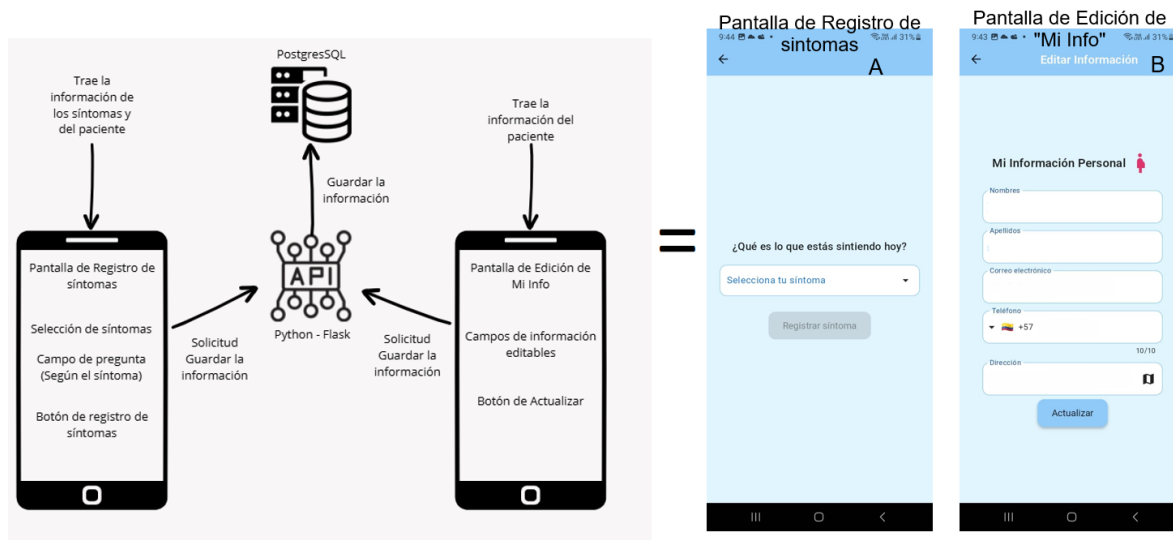 PostgresSQL
Trae la
información de
los síntomas y
del paciente
Trae la
información del
paciente
Guardar la
información
Pantalla de Registro de
síntomas
Selección de síntomas
Campo de pregunta
(Según el síntoma)
Botón de registro de
síntomas
Solicitud
Guardar la
información
API
Python - Flask
Solicitud
Guardar la
información
Pantalla de Edición de
Mi Info
Campos de información
editables
Botón de Actualizar
=
Pantalla de Registro de
sintomas
9:44
31%
A
¿Qué es lo que estás sintiendo hoy?
Selecciona tu síntoma
Registrar síntoma
Pantalla de Edición de
"Mi Info"
9:43
31%
Editar Información
B
Mi Información Personal
Nombres
Apellidos
Correo electrónico
Teléfono
+57
10/10
Dirección
Actualizar